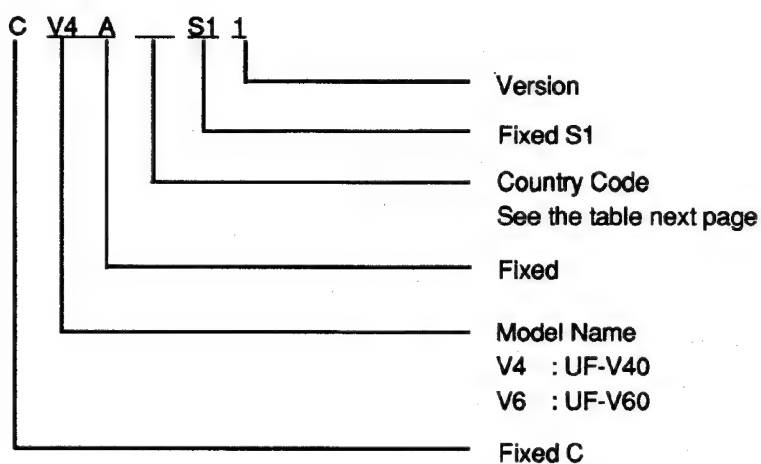 C V4 A __ S1 1
Version
Fixed S1
Country Code
See the table next page
Fixed
Model Name
V4 : UF-V40
V6 : UF-V60
Fixed C